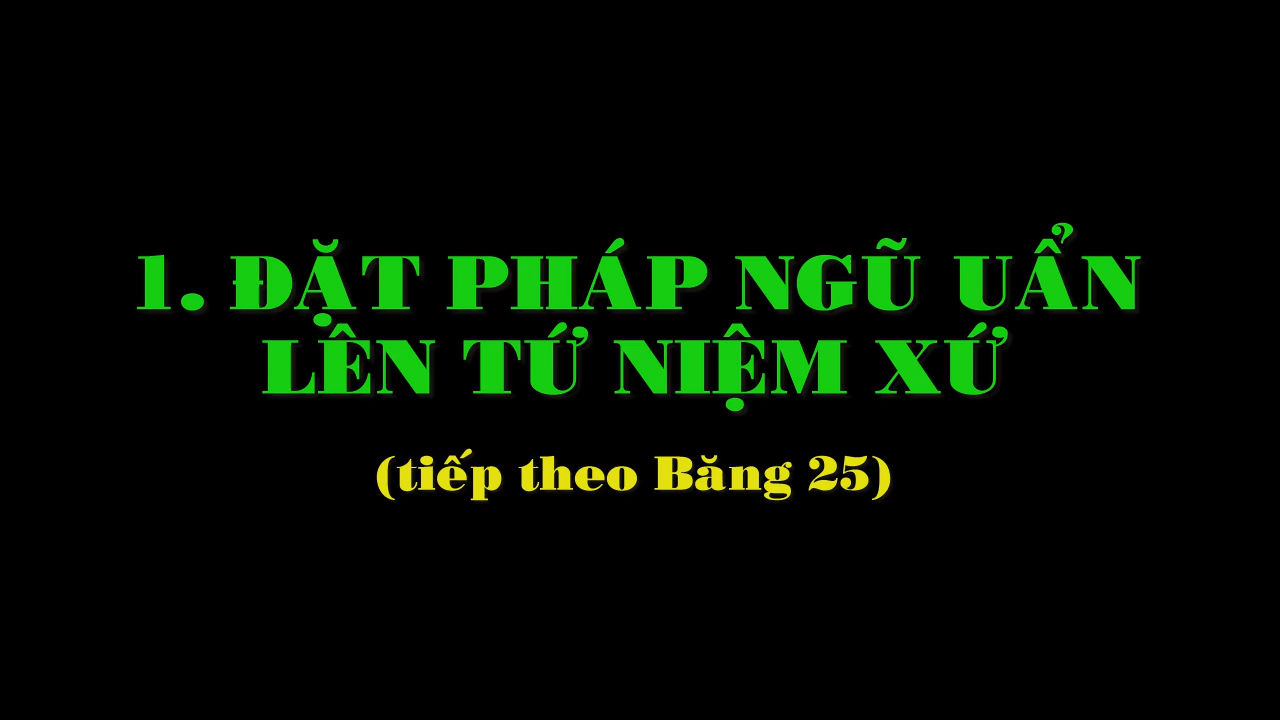 1. ĐẶT PHÁP NGŨ UẨN
LÊN TỨ NIỆM XỨ
(tiếp theo Băng 25)